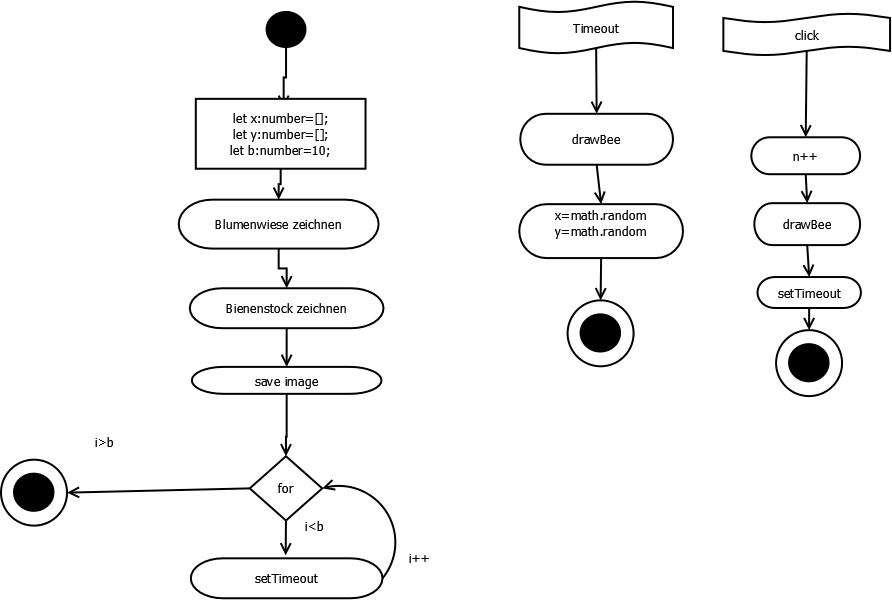 let x:number=[];
let y:number=[];
let b:number=10;
Blumenwiese zeichnen
Bienenstock zeichnen
save image
i>b
for
i<b
i++
setTimeout
Timeout
drawBee
x=math.random
y=math.random
click
n++
drawBee
setTimeout